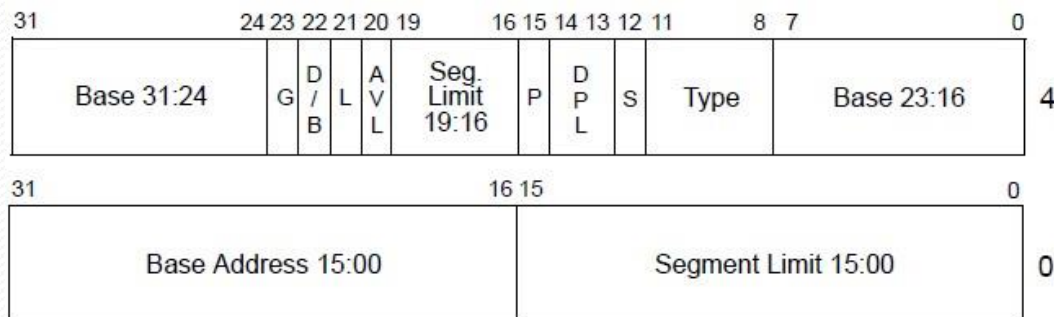 31 24 23 22 21 20 19 16 15 14 13 12 11 8 7 0
Base 31:24 G D/B L AVL Seg. Limit 19:16 P DPL S Type Base 23:16 4
31 16 15 0
Base Address 15:00 Segment Limit 15:00 0